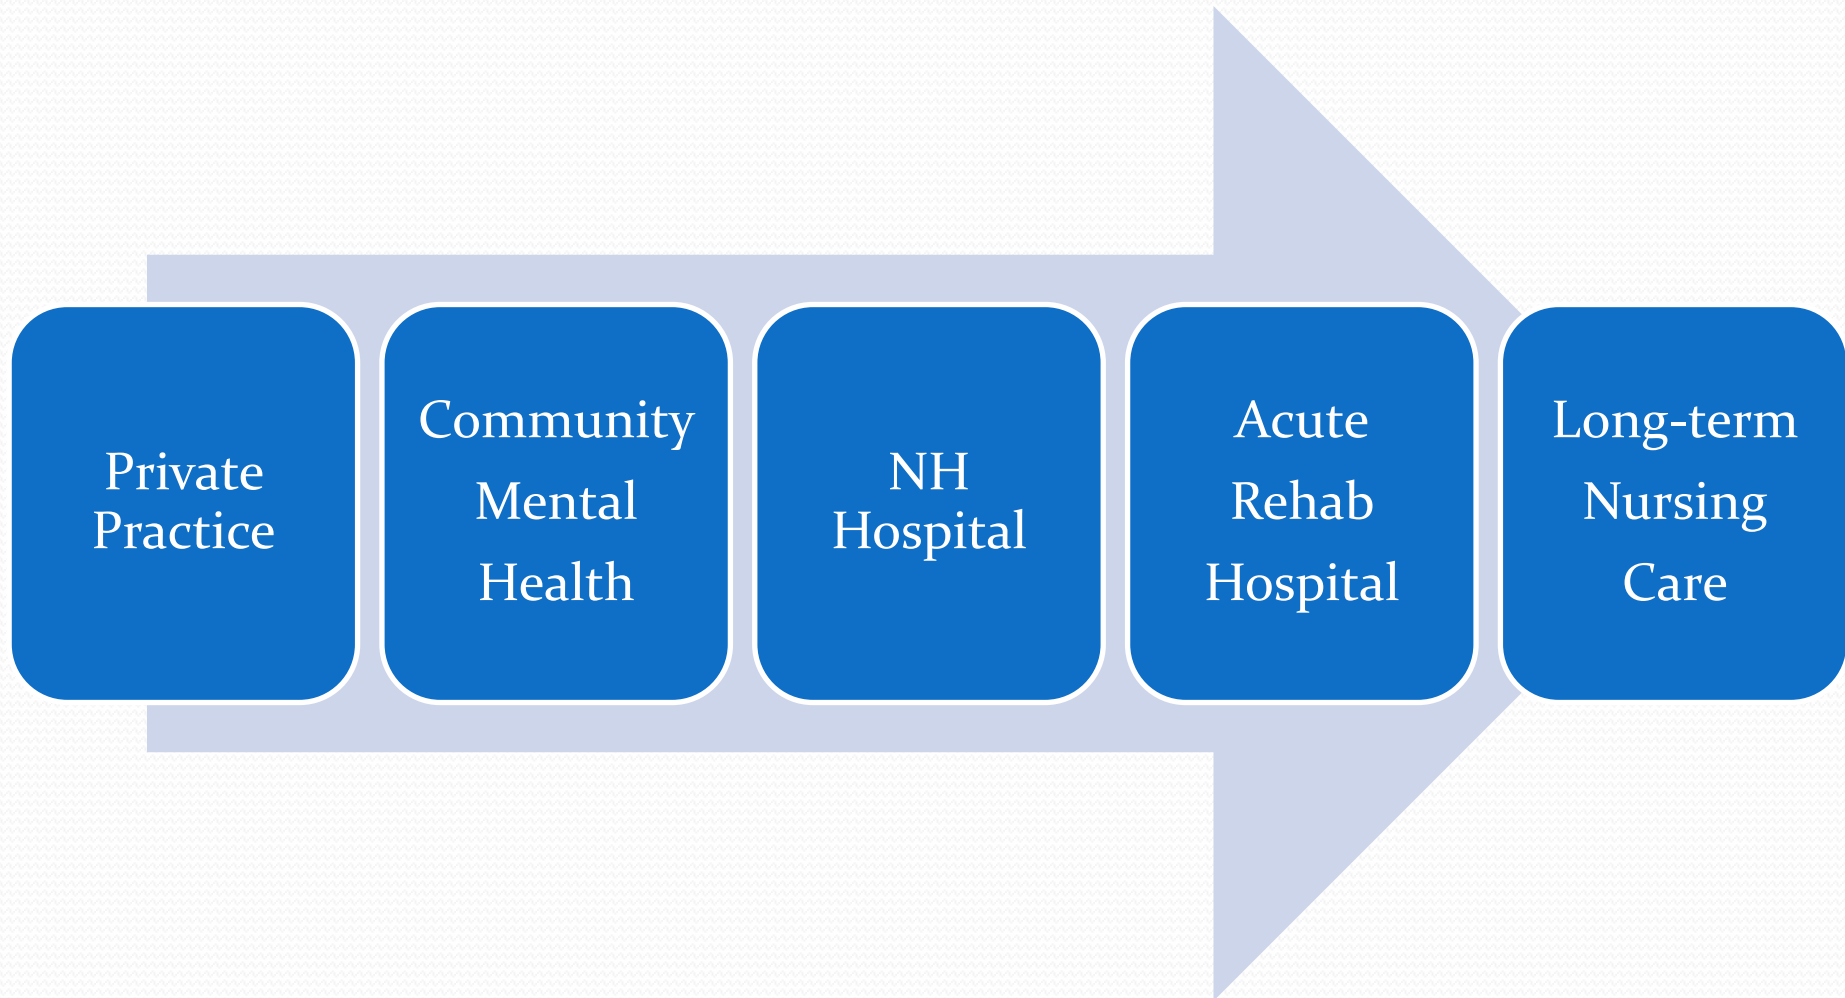 Private
Practice
Community
Mental
Health
NH
Hospital
Acute
Rehab
Hospital
Long-term
Nursing
Care